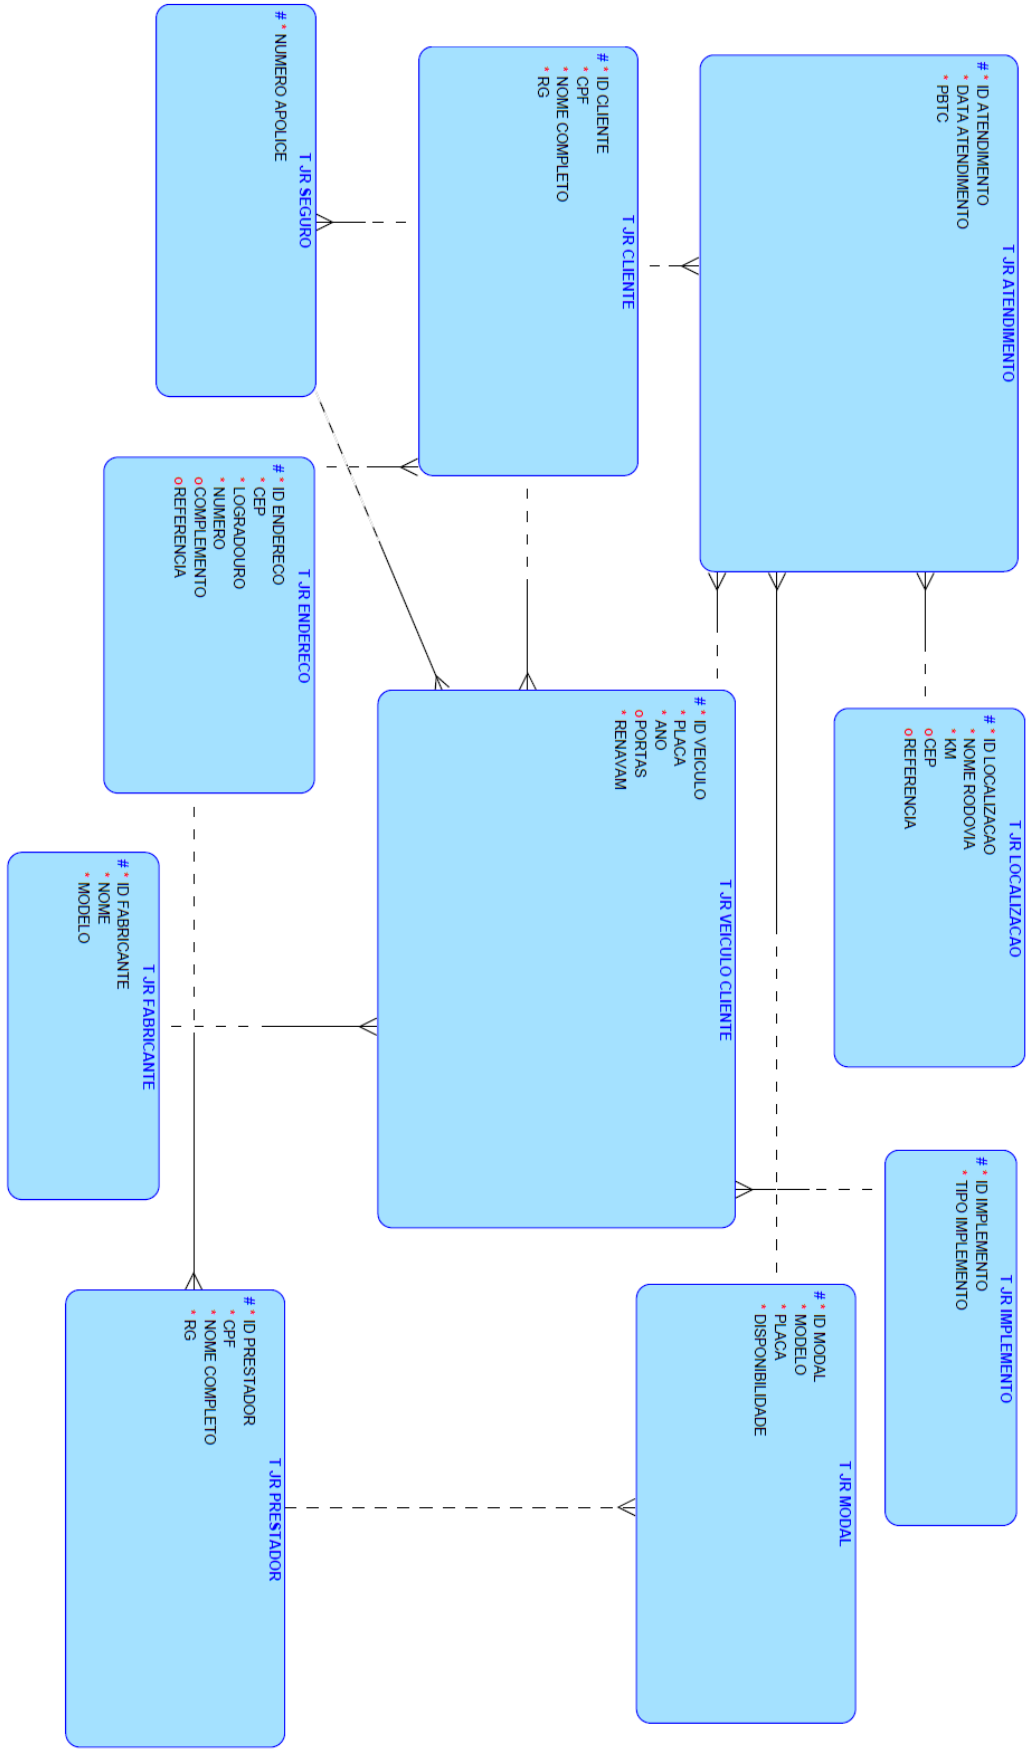 T JR ATENDIMENTO
# * ID ATENDIMENTO
* DATA ATENDIMENTO
* PBTC
T JR LOCALIZACAO
# * ID LOCALIZACAO
* NOME RODOVIA
* KM
o CEP
o REFERENCIA
T JR IMPLEMENTO
# * ID IMPLEMENTO
* TIPO IMPLEMENTO
T JR CLIENTE
# * ID CLIENTE
* CPF
* NOME COMPLETO
* RG
T JR VEICULO CLIENTE
# * ID VEICULO
* PLACA
* ANO
o PORTAS
* RENAVAM
T JR MODAL
# * ID MODAL
* MODELO
* PLACA
* DISPONIBILIDADE
T JR SEGURO
# * NUMERO APOLICE
T JR ENDERECO
# * ID ENDERECO
* CEP
* LOGRADOURO
* NUMERO
o COMPLEMENTO
o REFERENCIA
T JR FABRICANTE
# * ID FABRICANTE
* NOME
* MODELO
T JR PRESTADOR
# * ID PRESTADOR
* CPF
* NOME COMPLETO
* RG